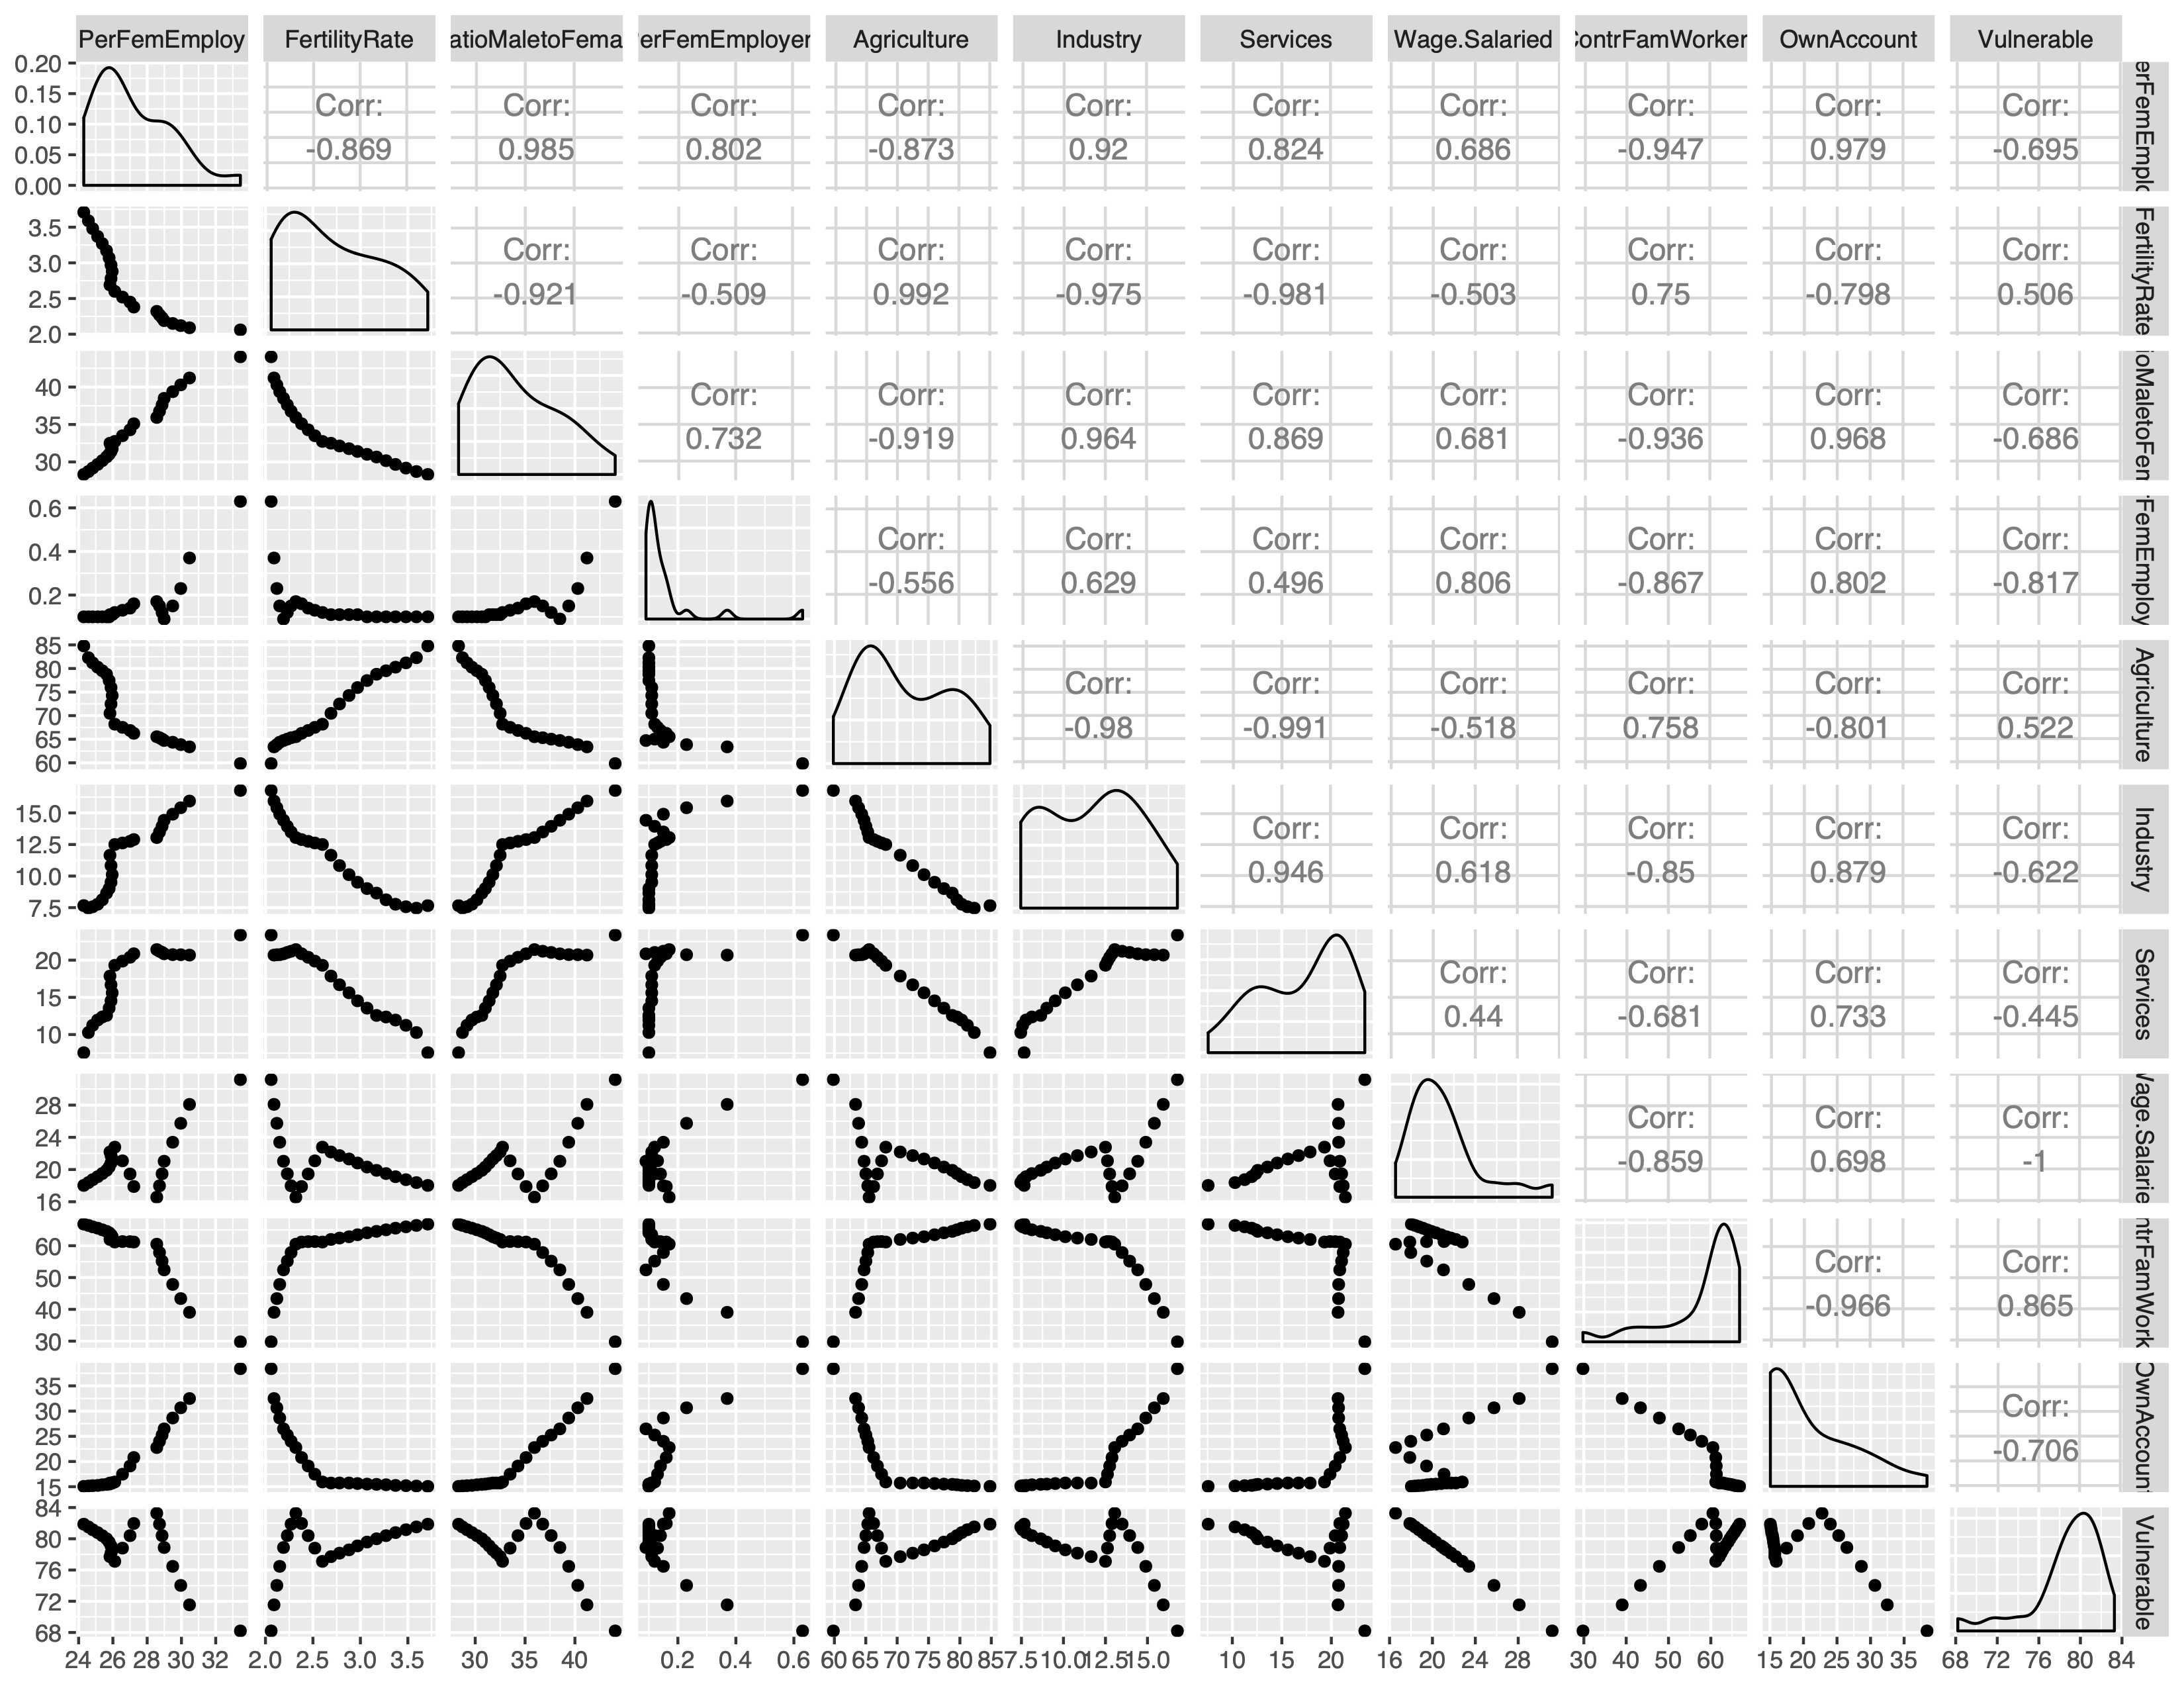 PerFemEmploy FertilityRate atioMaletoFema erFemEmployer Agriculture Industry Services Wage.Salaried ContrFamWorker OwnAccount Vulnerable
0.20
0.15
0.10
0.05
0.00
Corr: Corr: Corr: Corr: Corr: Corr: Corr: Corr: Corr: Corr:
-0.869 0.985 0.802 -0.873 0.92 0.824 0.686 -0.947 0.979 -0.695
erFemEmplo
3.5
3.0
2.5
2.0
Corr: Corr: Corr: Corr: Corr: Corr: Corr: Corr: Corr:
-0.921 -0.509 0.992 -0.975 -0.981 -0.503 0.75 -0.798 0.506
FertilityRate
40
35
30
Corr: Corr: Corr: Corr: Corr: Corr: Corr: Corr:
0.732 -0.919 0.964 0.869 0.681 -0.936 0.968 -0.686
ioMaletoFem
0.6
0.4
0.2
Corr: Corr: Corr: Corr: Corr: Corr: Corr:
-0.556 0.629 0.496 0.806 -0.867 0.802 -0.817
FemEmploy
85
80
75
70
65
60
Corr: Corr: Corr: Corr: Corr: Corr:
-0.98 -0.991 -0.518 0.758 -0.801 0.522
Agriculture
15.0
12.5
10.0
7.5
Corr: Corr: Corr: Corr: Corr:
0.946 0.618 -0.85 0.879 -0.622
Industry
20
15
10
Corr: Corr: Corr: Corr:
0.44 -0.681 0.733 -0.445
Services
28
24
20
16
Corr: Corr: Corr:
-0.859 0.698 -1
Wage.Salarie
60
50
40
30
Corr: Corr:
-0.966 0.865
ntrFamWork
35
30
25
20
15
Corr:
-0.706
OwnAccount
84
80
76
72
68
Vulnerable
24 26 28 30 32 2.0 2.5 3.0 3.5 30 35 40 0.2 0.4 0.6 60 65 70 75 80 85 7.5 10.0 12.5 15.0 10 15 20 16 20 24 28 30 40 50 60 15 20 25 30 35 68 72 76 80 84